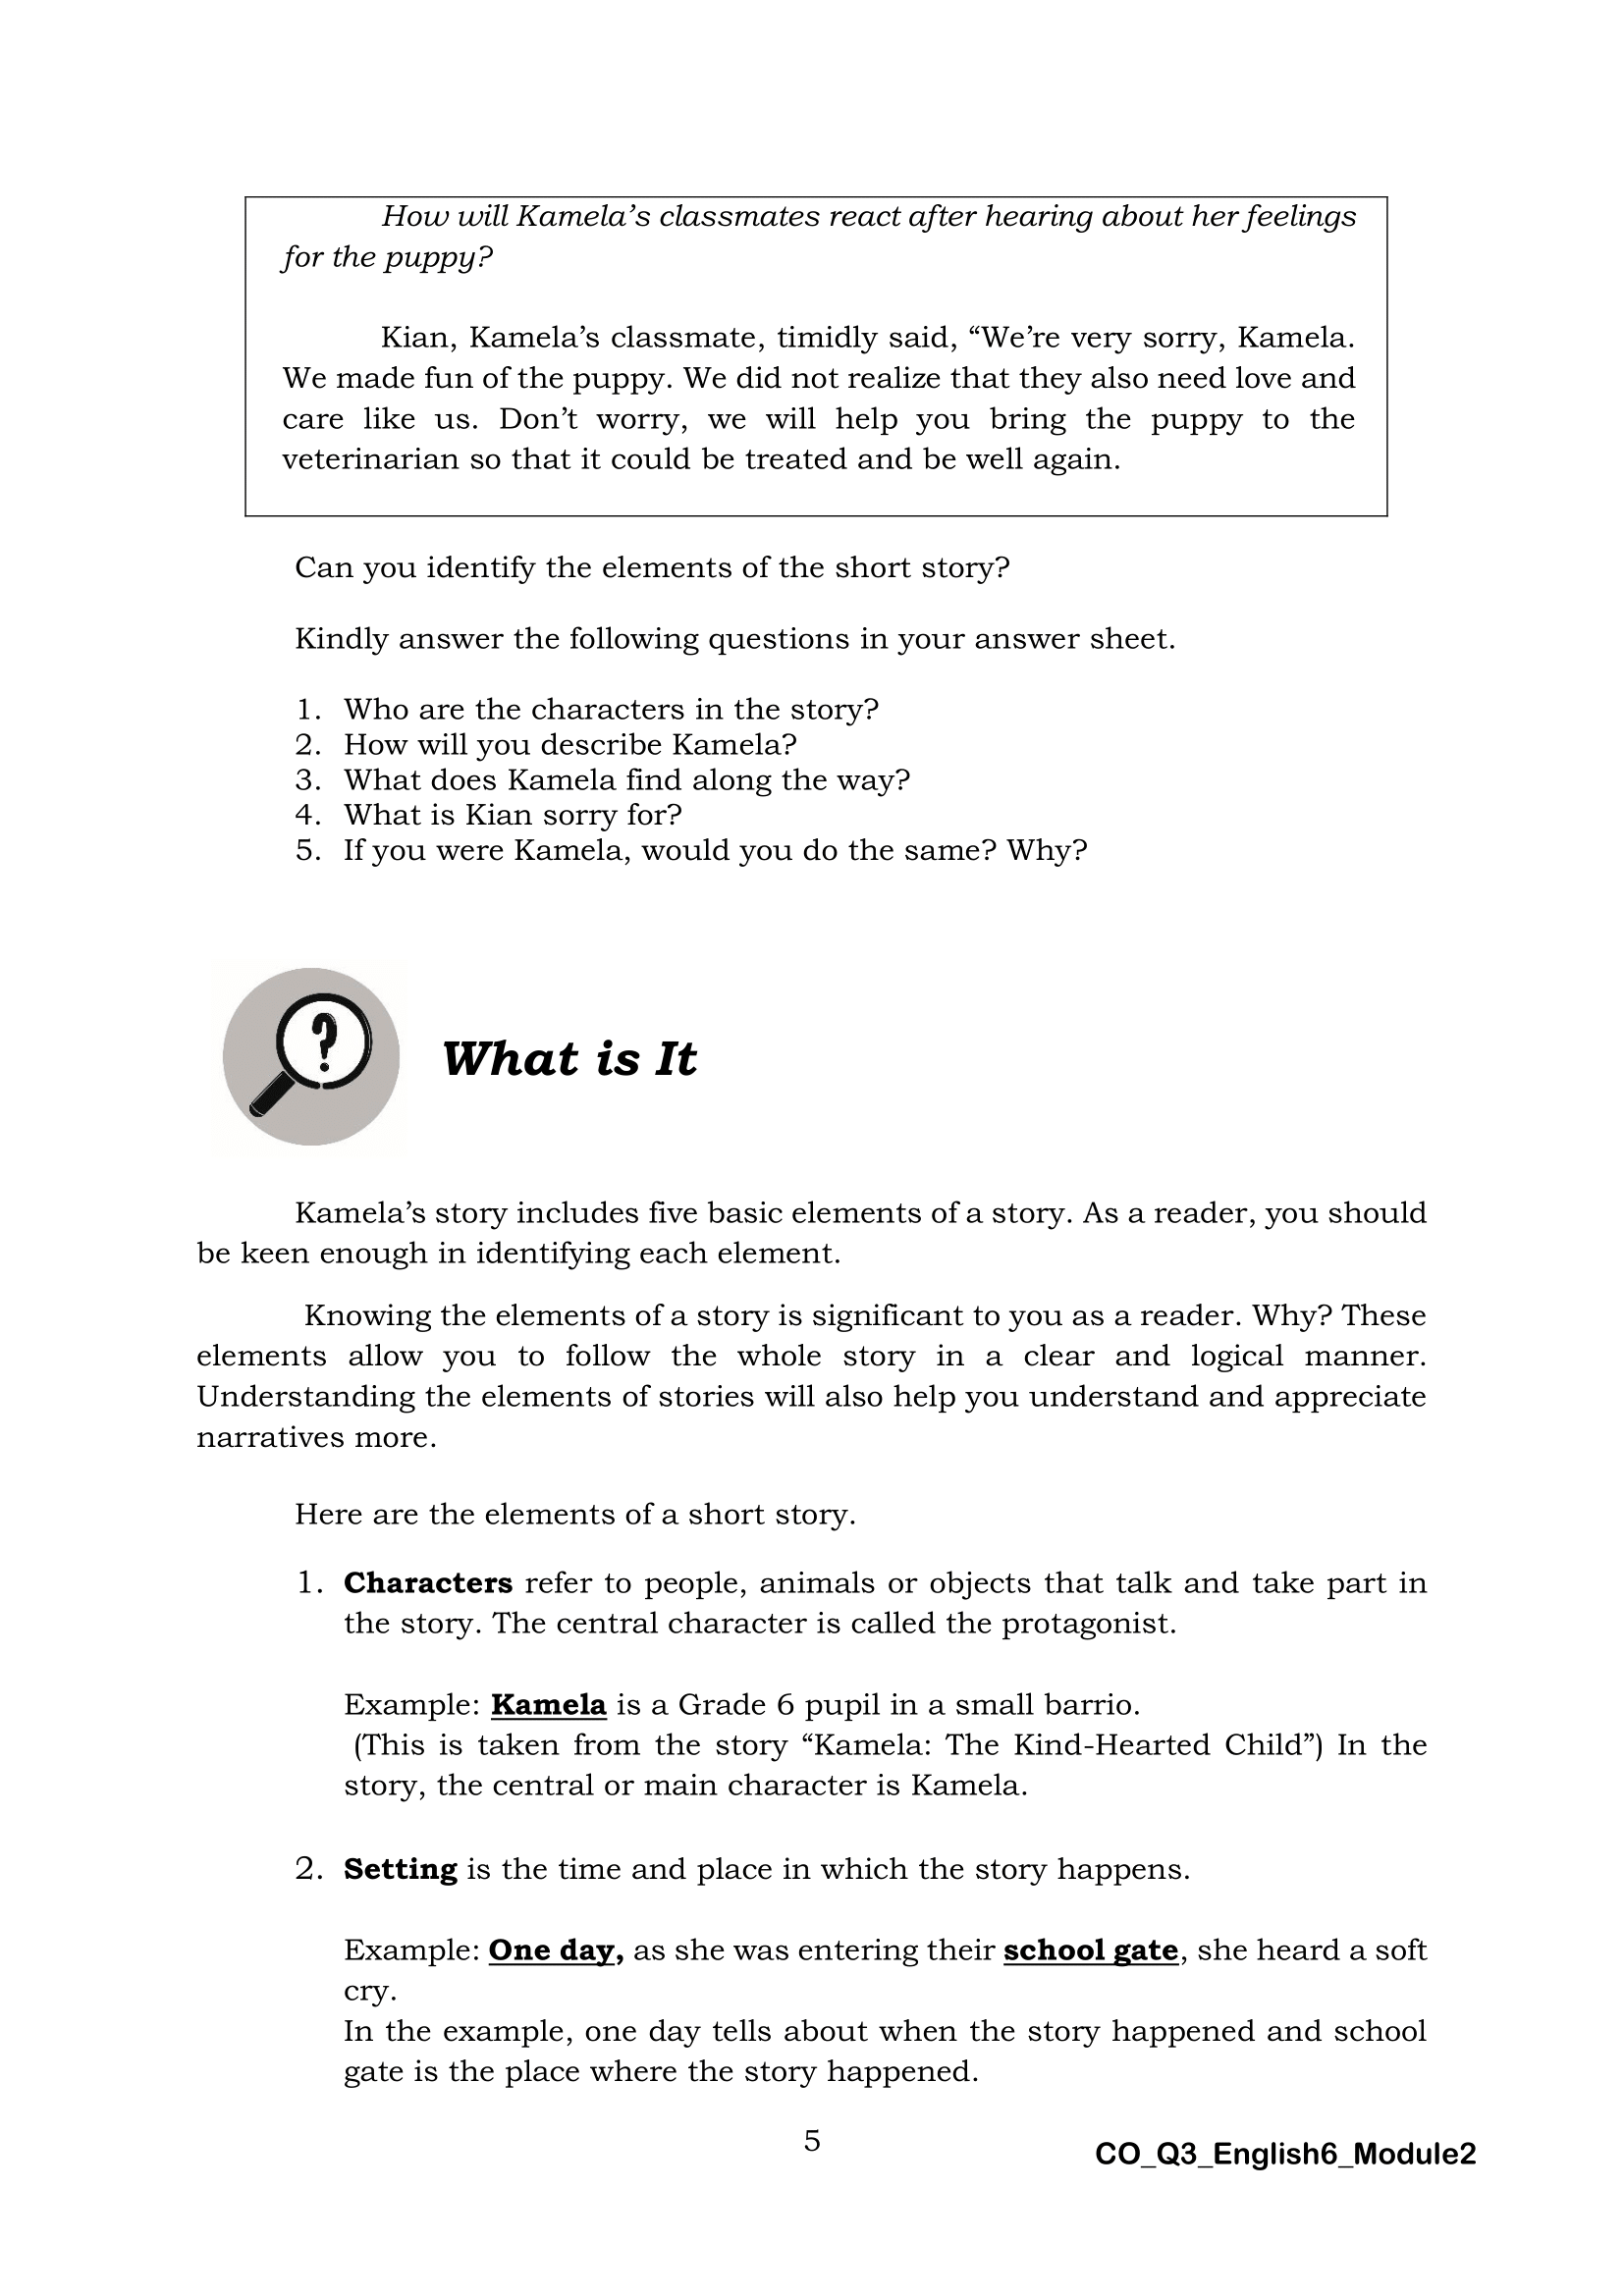 How will Kamela’s classmates react after hearing about her feelings
for the puppy?
Kian, Kamela’s classmate, timidly said, “We’re very sorry, Kamela.
We made fun of the puppy. We did not realize that they also need love and
care like us. Don’t worry, we will help you bring the puppy to the
veterinarian so that it could be treated and be well again.
Can you identify the elements of the short story?
Kindly answer the following questions in your answer sheet.
1. Who are the characters in the story?
2. How will you describe Kamela?
3. What does Kamela find along the way?
4. What is Kian sorry for?
5. If you were Kamela, would you do the same? Why?
?
What is It
Kamela’s story includes five basic elements of a story. As a reader, you should
be keen enough in identifying each element.
Knowing the elements of a story is significant to you as a reader. Why? These
elements allow you to follow the whole story in a clear and logical manner.
Understanding the elements of stories will also help you understand and appreciate
narratives more.
Here are the elements of a short story.
1. Characters refer to people, animals or objects that talk and take part in
the story. The central character is called the protagonist.
Example: Kamela is a Grade 6 pupil in a small barrio.
(This is taken from the story “Kamela: The Kind-Hearted Child”) In the
story, the central or main character is Kamela.
2. Setting is the time and place in which the story happens.
Example: One day, as she was entering their school gate, she heard a soft
cry.
In the example, one day tells about when the story happened and school
gate is the place where the story happened.
5
CO_Q3_English6_Module2